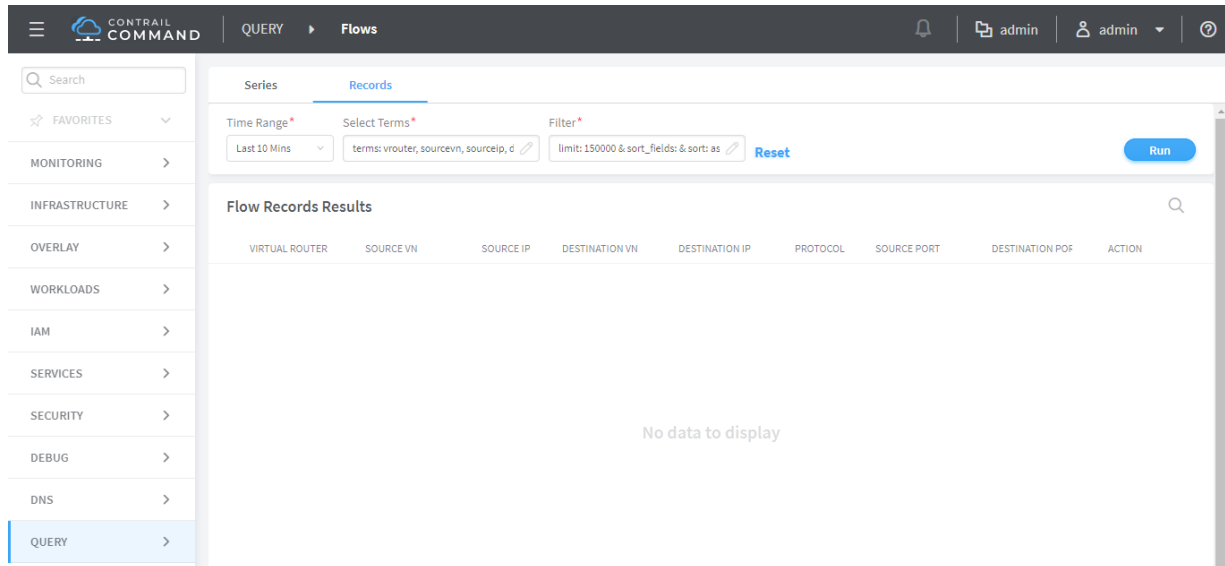 CONTRAIL
COMMAND
QUERY
Flows
admin
admin
Search
FAVORITES
MONITORING
INFRASTRUCTURE
OVERLAY
WORKLOADS
IAM
SERVICES
SECURITY
DEBUG
DNS
QUERY
Series Records
Time Range* Select Terms* Filter*
Last 10 Mins terms: vrouter, sourcevn, sourceip, d limit: 150000 & sort_fields: & sort: as Reset Run
Flow Records Results
VIRTUAL ROUTER SOURCE VN SOURCE IP DESTINATION VN DESTINATION IP PROTOCOL SOURCE PORT DESTINATION POR ACTION
No data to display